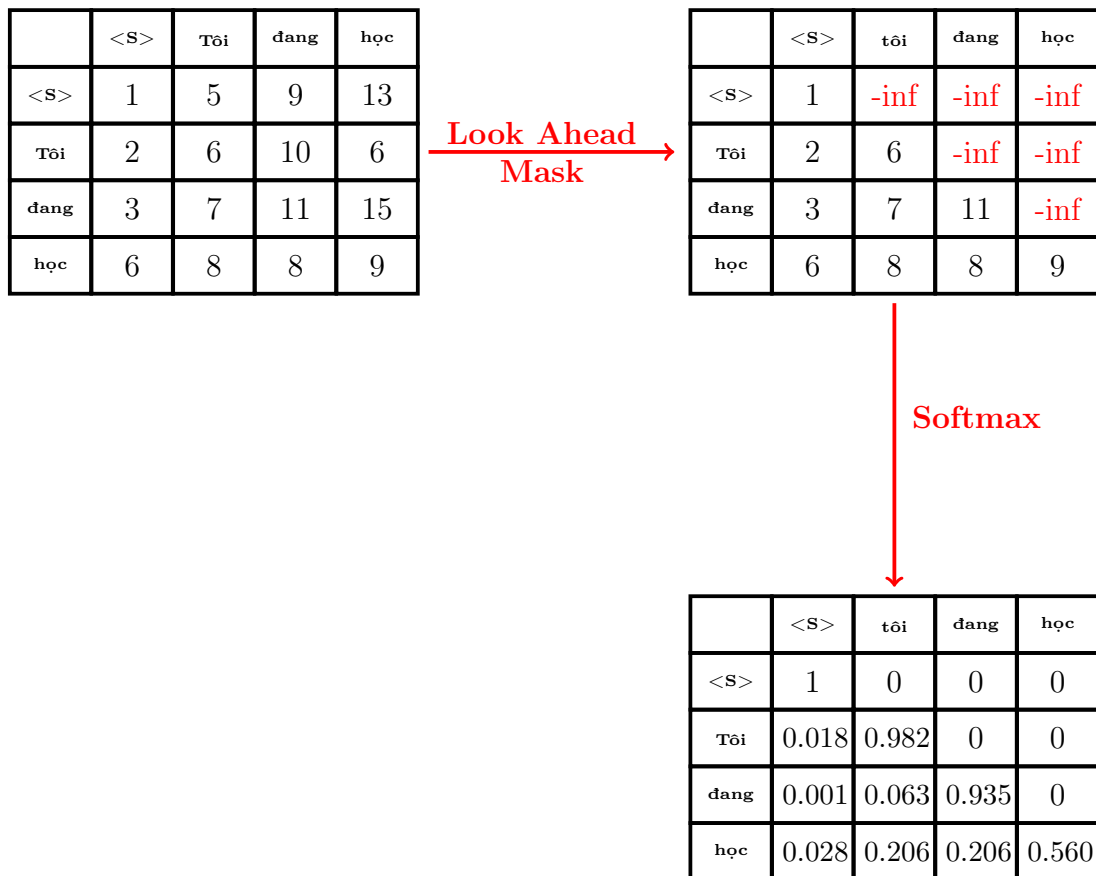 <S> Tôi đang học
<S> 1 5 9 13
Tôi 2 6 10 6
đang 3 7 11 15
học 6 8 8 9
Look Ahead
Mask
<S> tôi đang học
<S> 1 -inf -inf -inf
Tôi 2 6 -inf -inf
đang 3 7 11 -inf
học 6 8 8 9
Softmax
<S> tôi đang học
<S> 1 0 0 0
Tôi 0.018 0.982 0 0
đang 0.001 0.063 0.935 0
học 0.028 0.206 0.206 0.560